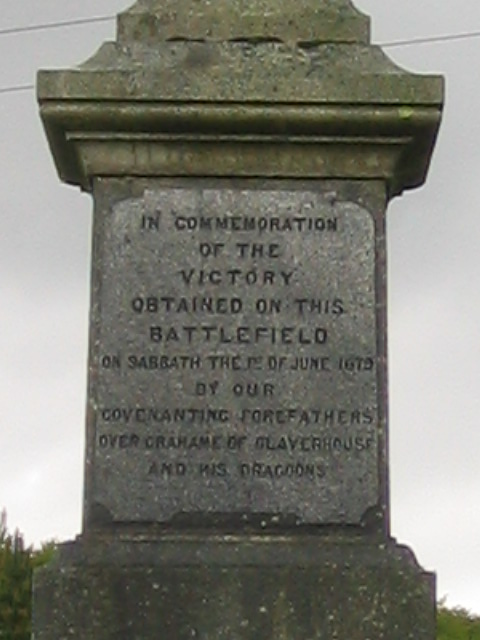 IN COMMEMORATION
OF THE
VICTORY
OBTAINED ON THIS
BATTLEFIELD
ON SABBATH THE 1ST OF JUNE 1679
BY OUR
COVENANTING FOREFATHERS
OVER GRAHAME OF CLAVERHOUSE
AND HIS DRAGOONS